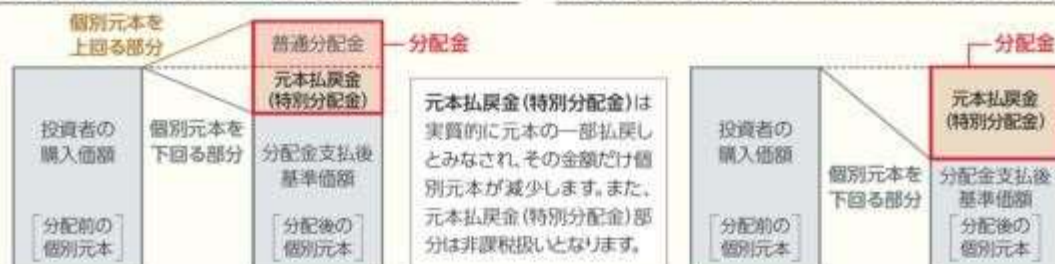 個別元本を
上回る部分
普通分配金
分配金
元本払戻金
(特別分配金)
投資者の
購入価額
個別元本を
下回る部分
分配金支払後
基準価額
分配前の
個別元本
分配後の
個別元本
元本払戻金(特別分配金)は
実質的に元本の一部払戻し
とみなされ、その金額だけ個
別元本が減少します。また、
元本払戻金(特別分配金)部
分は非課税扱いとなります。
分配金
元本払戻金
(特別分配金)
投資者の
購入価額
個別元本を
下回る部分
分配金支払後
基準価額
分配前の
個別元本
分配後の
個別元本